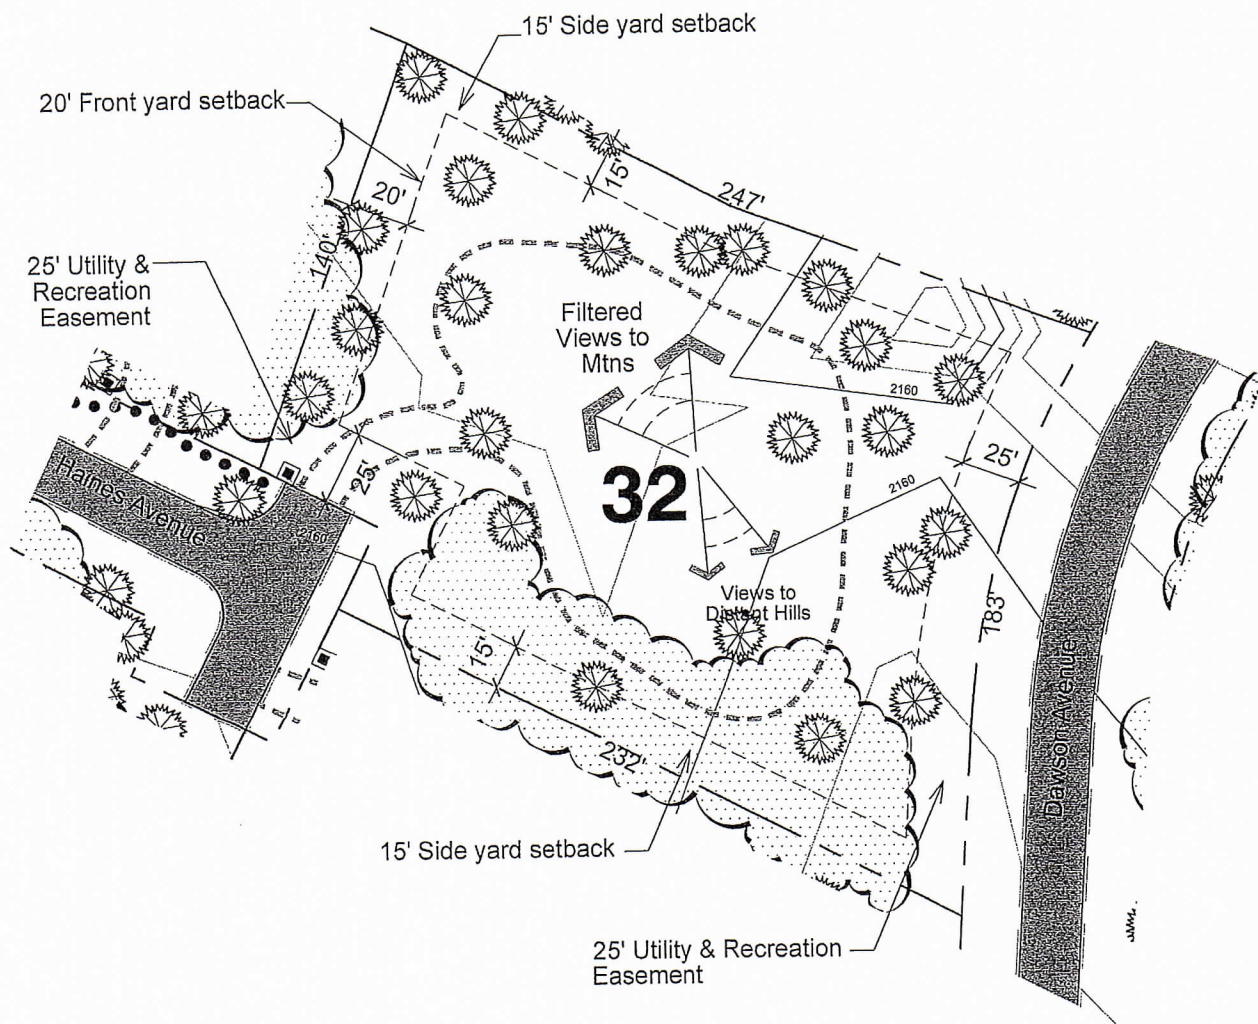 15' Side yard setback
20' Front yard setback
15'
247'
20'
140'
25' Utility &
Recreation
Easement
Filtered
Views to
Mtns
2160
25'
25'
32
2160
Haines Avenue
2160
Views to
Distant Hills
183'
15'
232'
Dawson Avenue
15' Side yard setback
25' Utility & Recreation
Easement